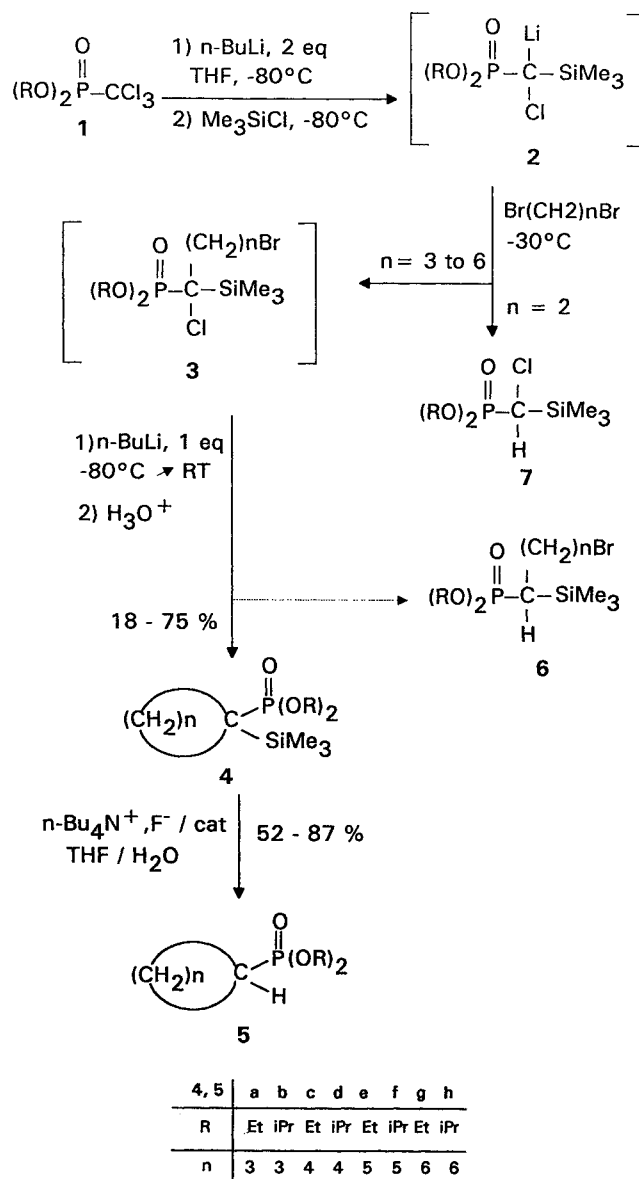 O
(RO)2P-CCl3
1
1) n-BuLi, 2 eq
THF, -80°C
2) Me3SiCl, -80°C
O Li
(RO)2P-C-SiMe3
Cl
2
Br(CH2)nBr
-30°C
n= 3 to 6
n = 2
O (CH2)nBr
(RO)2P-C-SiMe3
Cl
3
O Cl
(RO)2P-C-SiMe3
H
7
1)n-BuLi, 1 eq
-80°C ↗ RT
2) H3O+
18 - 75 %
O (CH2)nBr
(RO)2P-C-SiMe3
H
6
O
(CH2)n C P(OR)2
SiMe3
4
n-Bu4N+,F- / cat
THF / H2O
52 - 87 %
O
(CH2)n C P(OR)2
H
5
4, 5 a b c d e f g h
R Et iPr Et iPr Et iPr Et iPr
n 3 3 4 4 5 5 6 6